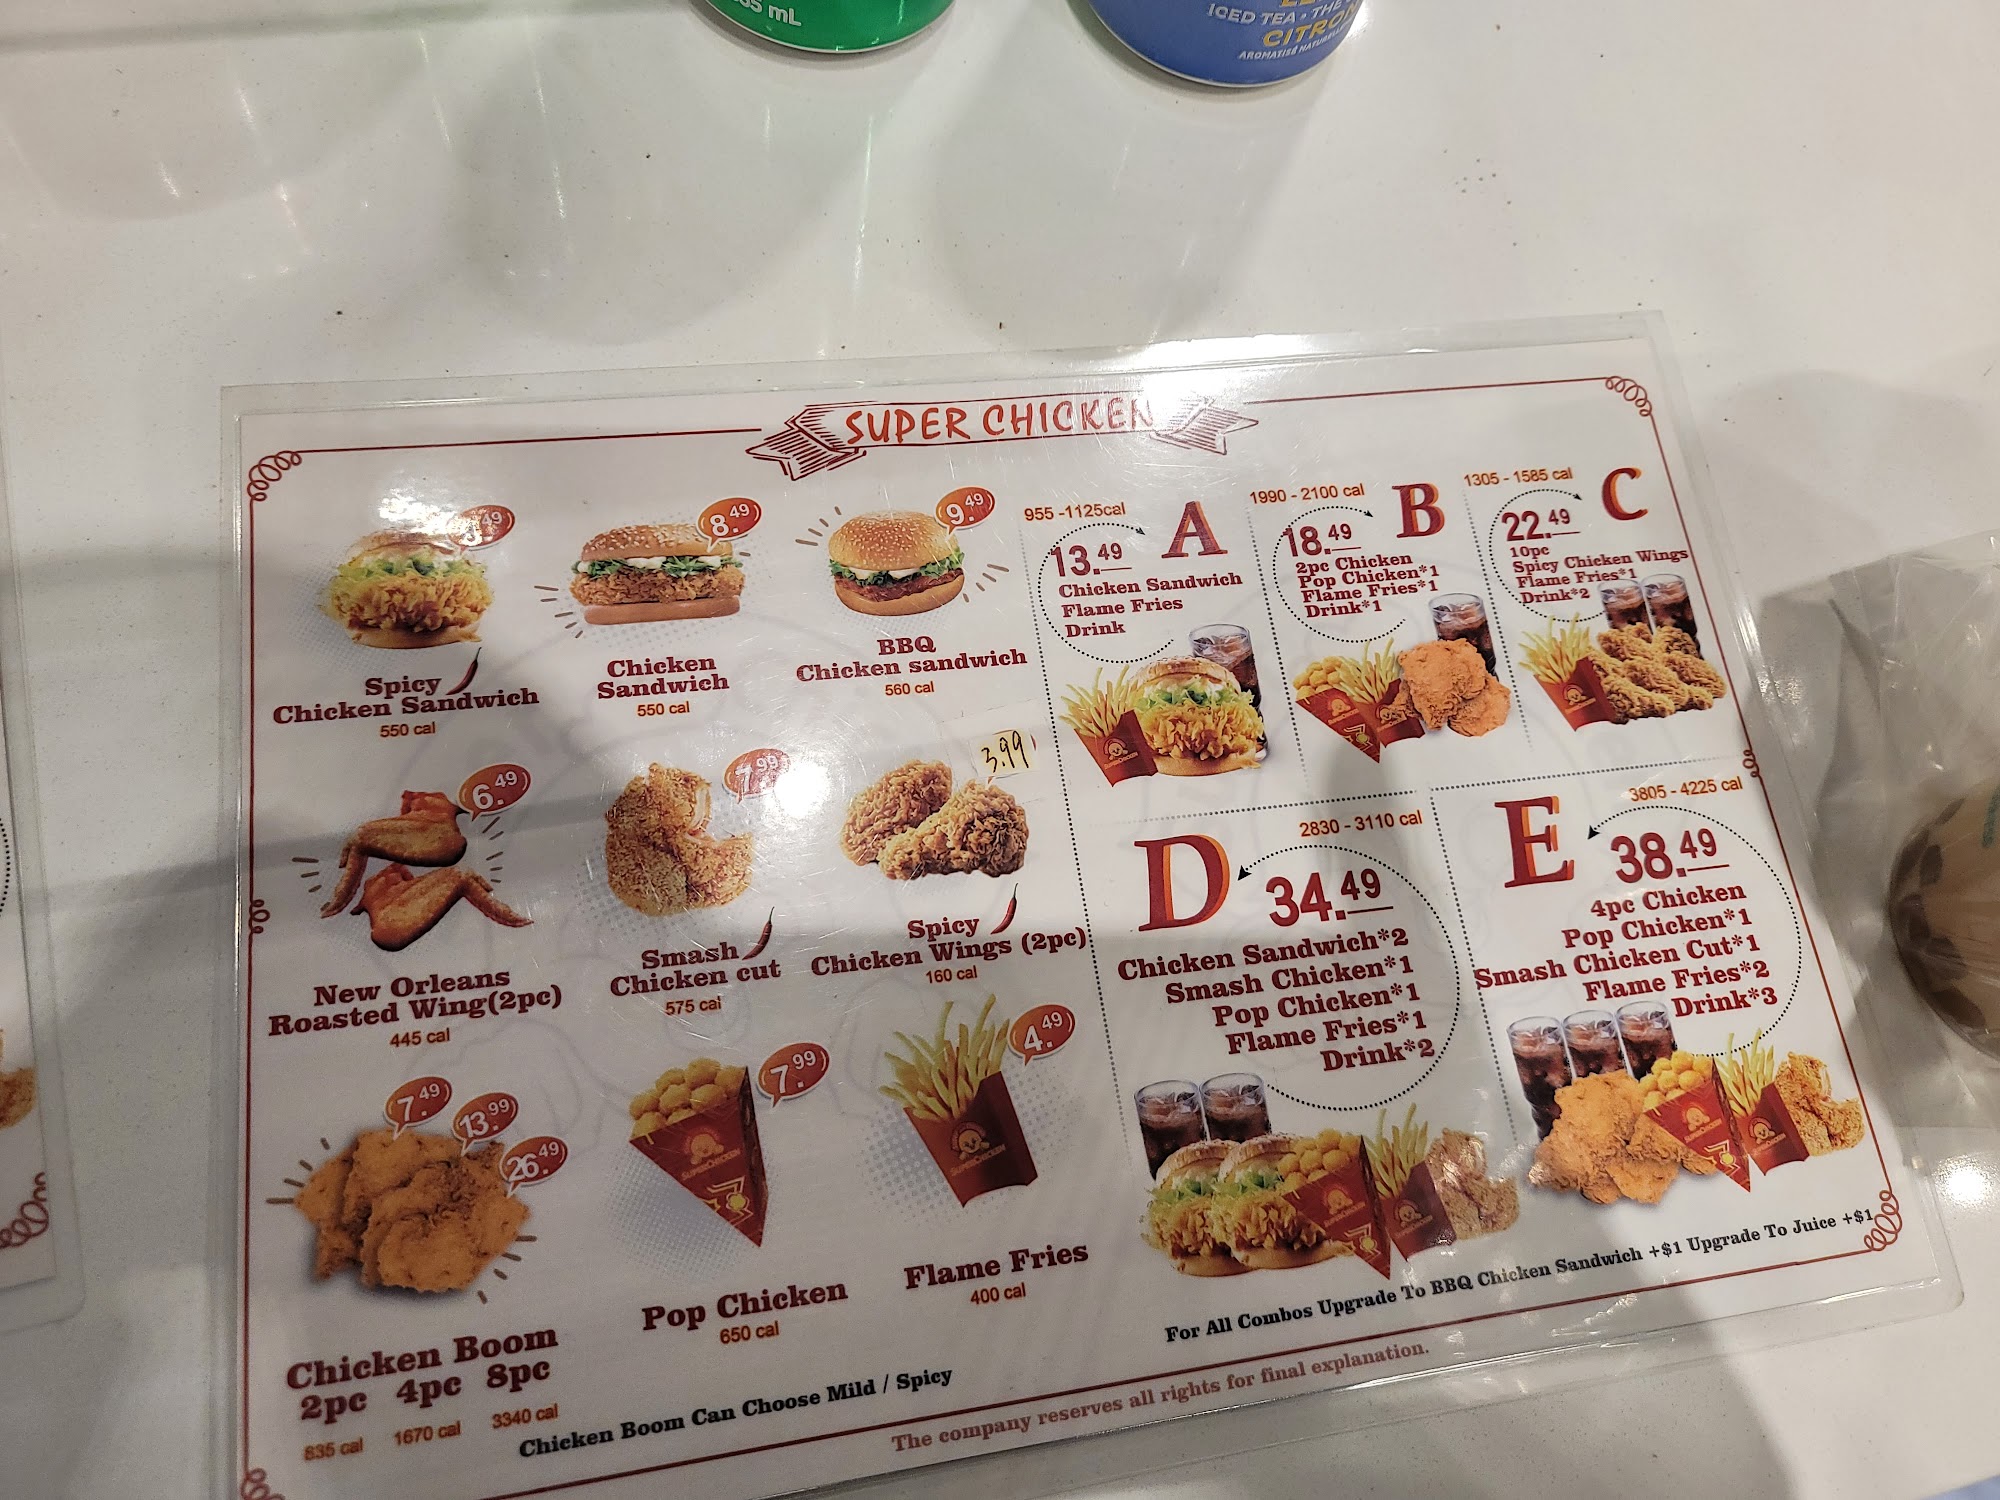 355 mL
ICED TEA • THÉ
CITRON
AROMATISÉ NATURELLEMENT
SUPER CHICKEN
Spicy
Chicken Sandwich
550 cal
8.49
Chicken
Sandwich
550 cal
9.49
BBQ
Chicken sandwich
560 cal
6.49
New Orleans
Roasted Wing(2pc)
445 cal
7.99
Smash
Chicken cut
575 cal
3.99
Spicy
Chicken Wings (2pc)
160 cal
7.49
13.99
26.49
Chicken Boom
2pc 4pc 8pc
835 cal 1670 cal 3340 cal
7.99
SUPERCHICKEN
Pop Chicken
650 cal
4.49
SUPERCHICKEN
Flame Fries
400 cal
Chicken Boom Can Choose Mild / Spicy
955 -1125cal
A
13.49
Chicken Sandwich
Flame Fries
Drink
1990 - 2100 cal
B
18.49
2pc Chicken
Pop Chicken*1
Flame Fries*1
Drink*1
1305 - 1585 cal
C
22.49
10pc
Spicy Chicken Wings
Flame Fries*1
Drink*2
D
2830 - 3110 cal
34.49
Chicken Sandwich*2
Smash Chicken*1
Pop Chicken*1
Flame Fries*1
Drink*2
E
3805 - 4225 cal
38.49
4pc Chicken
Pop Chicken*1
Smash Chicken Cut*1
Flame Fries*2
Drink*3
For All Combos Upgrade To BBQ Chicken Sandwich +$1 Upgrade To Juice +$1
The company reserves all rights for final explanation.